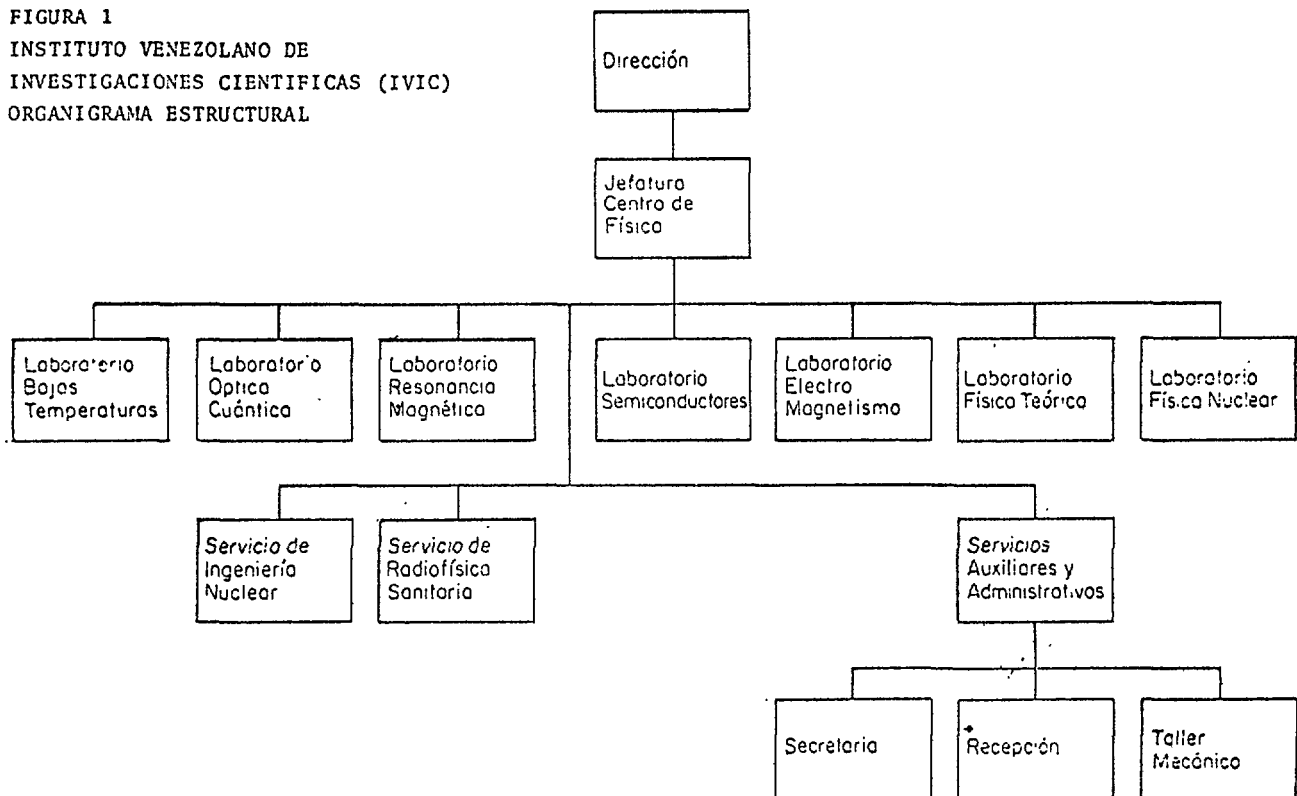 FIGURA 1
INSTITUTO VENEZOLANO DE
INVESTIGACIONES CIENTIFICAS (IVIC)
ORGANIGRAMA ESTRUCTURAL
Dirección
Jefatura
Centro de
Física
Laboratorio
Bajas
Temperaturas
Laboratorio
Optica
Cuántica
Laboratorio
Resonancia
Magnética
Laboratorio
Semiconductores
Laboratorio
Electro
Magnetismo
Laboratorio
Física Teórica
Laboratorio
Física Nuclear
Servicio de
Ingeniería
Nuclear
Servicio de
Radiofísica
Sanitaria
Servicios
Auxiliares y
Administrativos
Secretaria
Recepción
Taller
Mecánico